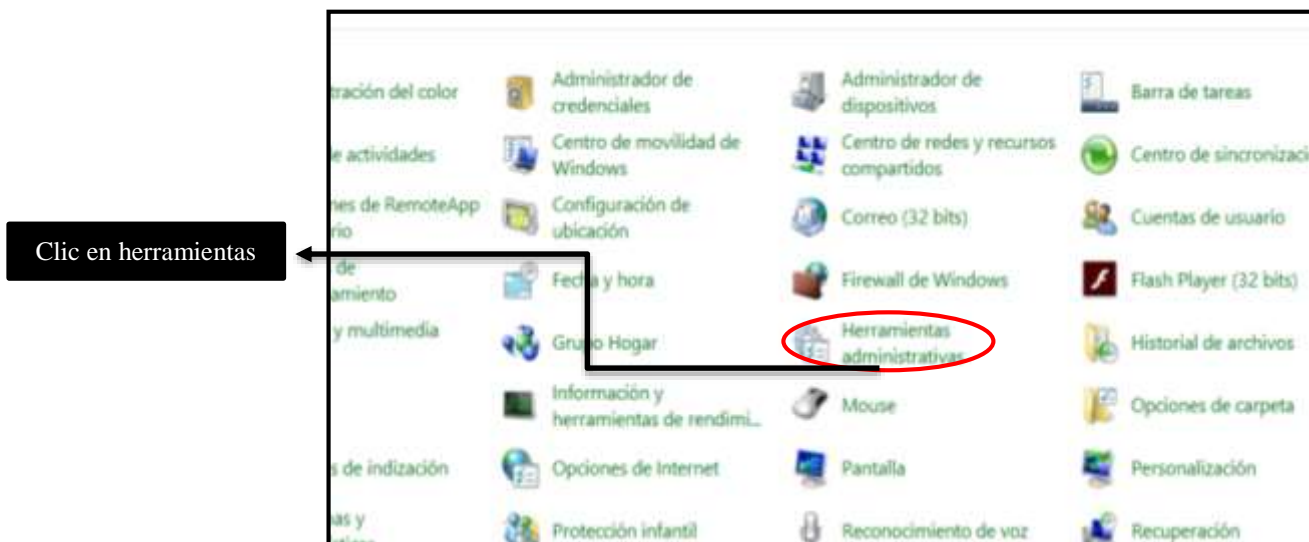 Clic en herramientas
tración del color
Administrador de
credenciales
Administrador de
dispositivos
Barra de tareas
e actividades
Centro de movilidad de
Windows
Centro de redes y recursos
compartidos
Centro de sincronizaci
nes de RemoteApp
rio
Configuración de
ubicación
Correo (32 bits)
Cuentas de usuario
de
amiento
Fecha y hora
Firewall de Windows
Flash Player (32 bits)
y multimedia
Grupo Hogar
Herramientas
administrativas
Historial de archivos
Información y
herramientas de rendimi...
Mouse
Opciones de carpeta
s de indización
Opciones de Internet
Pantalla
Personalización
as y
Protección infantil
Reconocimiento de voz
Recuperación